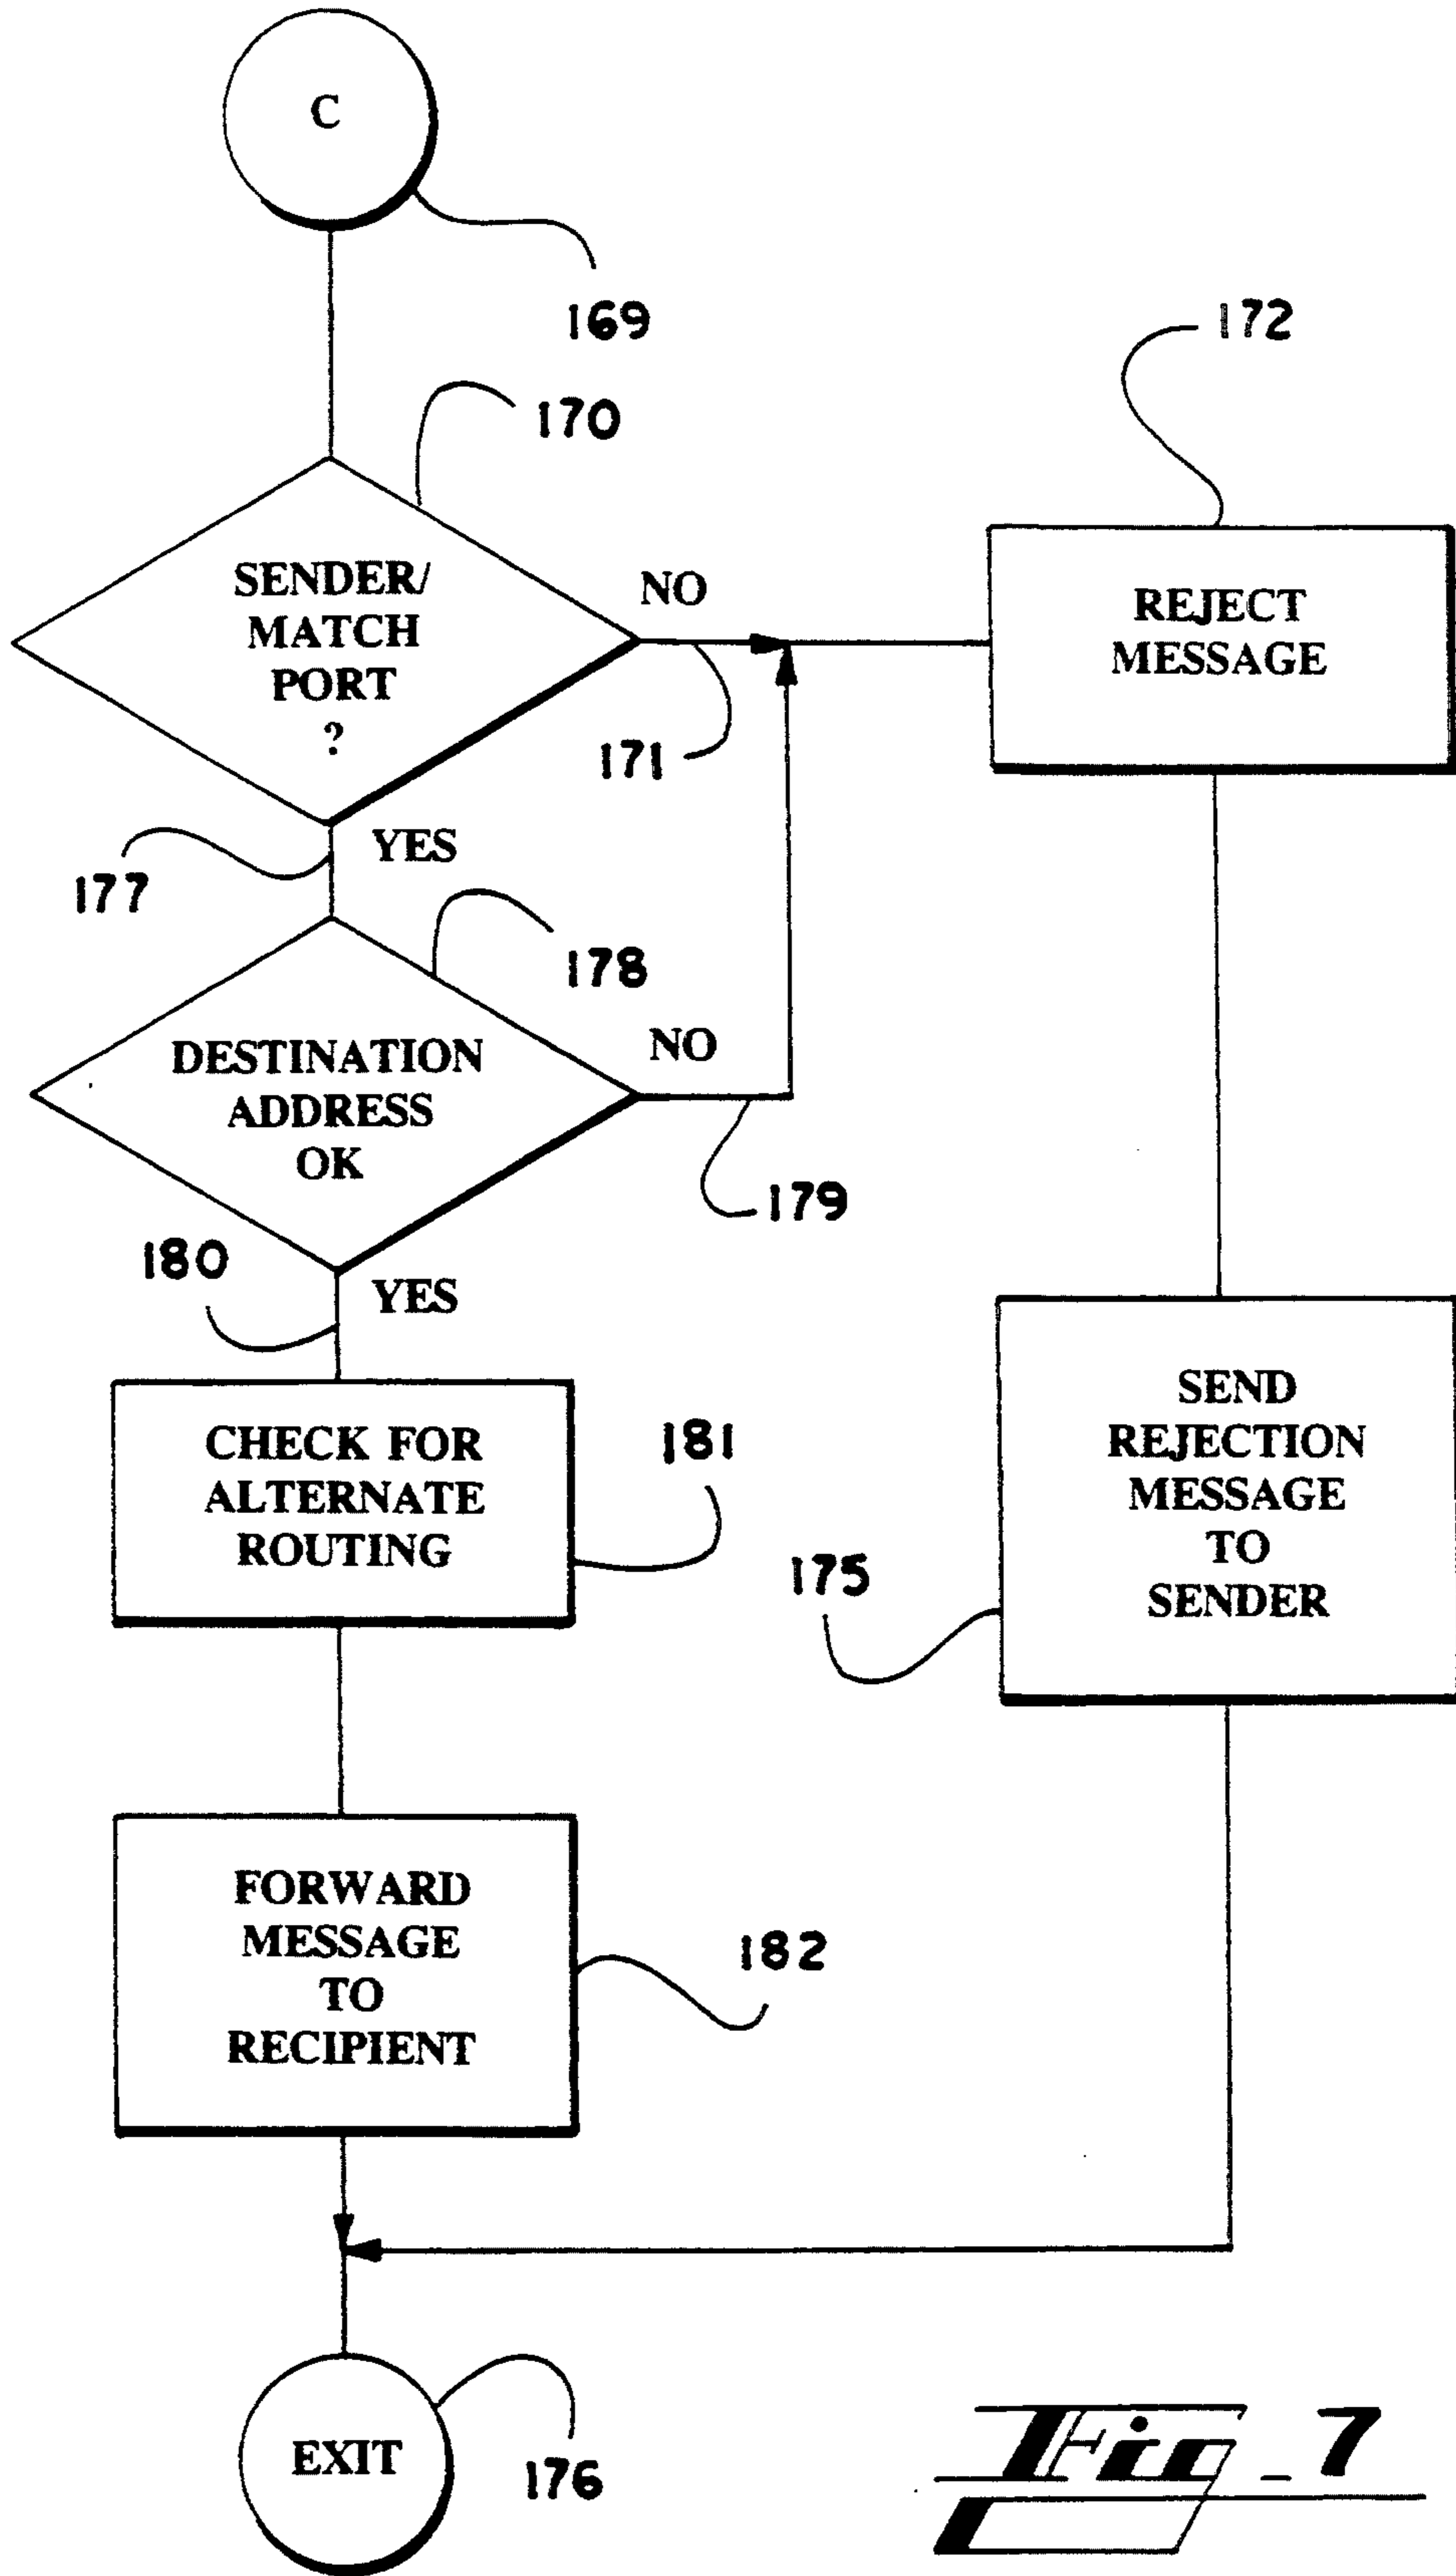 C
169
170
172
SENDER/
MATCH
PORT
?
NO
171
REJECT
MESSAGE
177
YES
178
DESTINATION
ADDRESS
OK
NO
179
180
YES
CHECK FOR
ALTERNATE
ROUTING
181
SEND
REJECTION
MESSAGE
TO
SENDER
175
FORWARD
MESSAGE
TO
RECIPIENT
182
EXIT
176
Fig_7